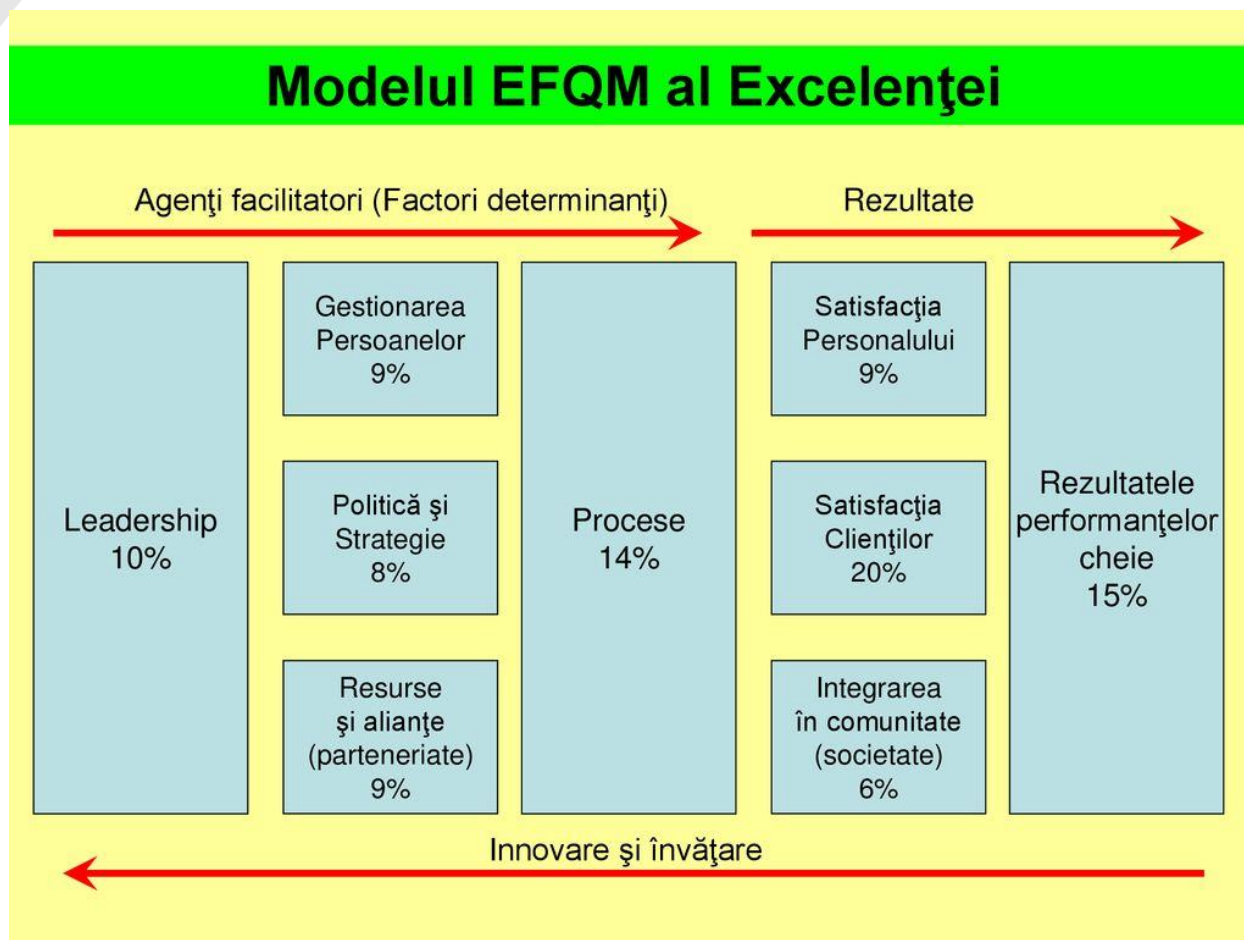 Modelul EFQM al Excelenţei
Agenţi facilitatori (Factori determinanţi)
Rezultate
Leadership
10%
Gestionarea
Persoanelor
9%
Politică şi
Strategie
8%
Resurse
şi alianţe
(parteneriate)
9%
Procese
14%
Satisfacţia
Personalului
9%
Satisfacţia
Clienţilor
20%
Integrarea
în comunitate
(societate)
6%
Rezultatele
performanţelor
cheie
15%
Innovare şi învăţare